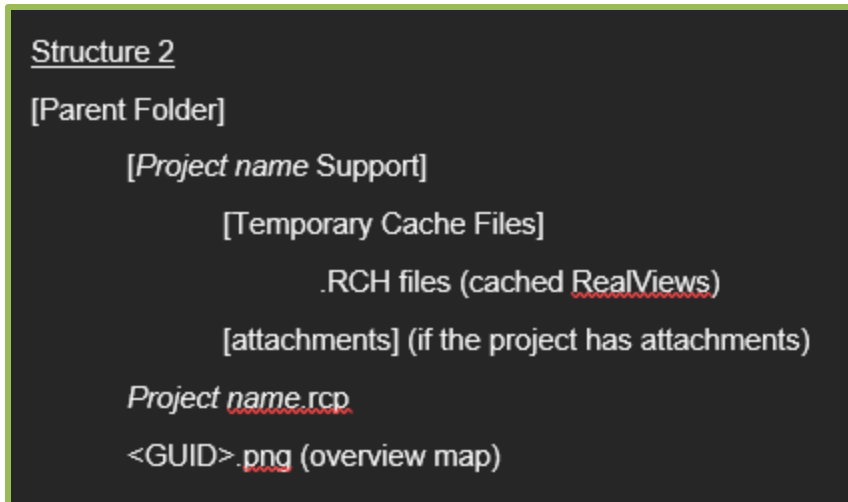 Structure 2
[Parent Folder]
[Project name Support]
[Temporary Cache Files]
.RCH files (cached RealViews)
[attachments] (if the project has attachments)
Project name.rcp
<GUID>.png (overview map)